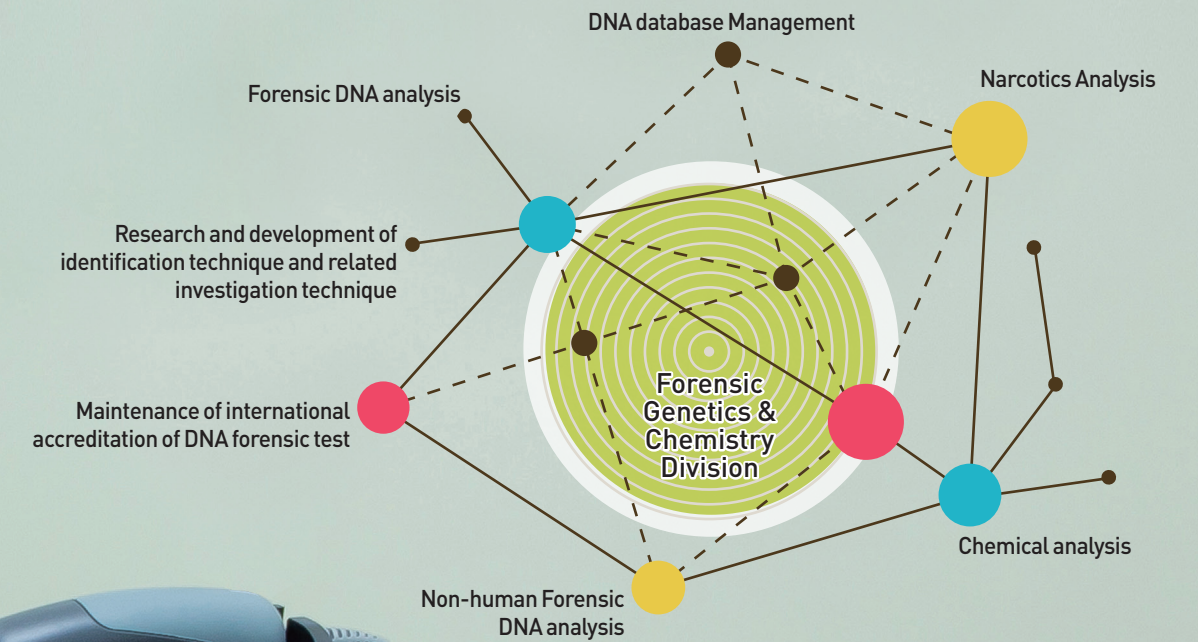 DNA database Management
Narcotics Analysis
Forensic DNA analysis
Research and development of
identification technique and related
investigation technique
Maintenance of international
accreditation of DNA forensic test
Forensic
Genetics &
Chemistry
Division
Chemical analysis
Non-human Forensic
DNA analysis